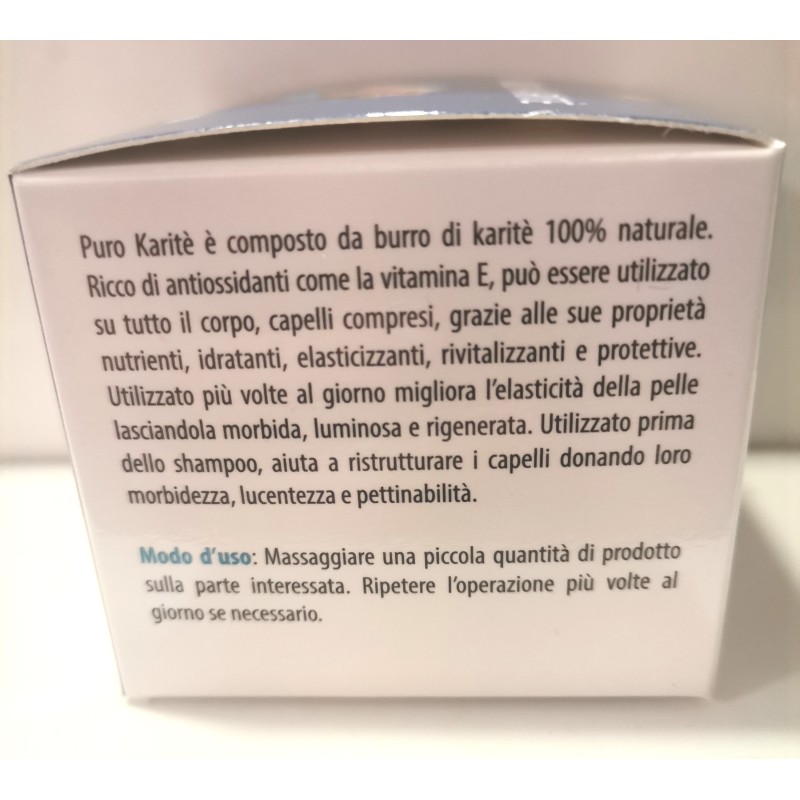 Puro Karitè è composto da burro di karitè 100% naturale.
Ricco di antiossidanti come la vitamina E, può essere utilizzato
su tutto il corpo, capelli compresi, grazie alle sue proprietà
nutrienti, idratanti, elasticizzanti, rivitalizzanti e protettive.
Utilizzato più volte al giorno migliora l'elasticità della pelle
lasciandola morbida, luminosa e rigenerata. Utilizzato prima
dello shampoo, aiuta a ristrutturare i capelli donando loro
morbidezza, lucentezza e pettinabilità.
Modo d'uso: Massaggiare una piccola quantità di prodotto
sulla parte interessata. Ripetere l'operazione più volte al
giorno se necessario.